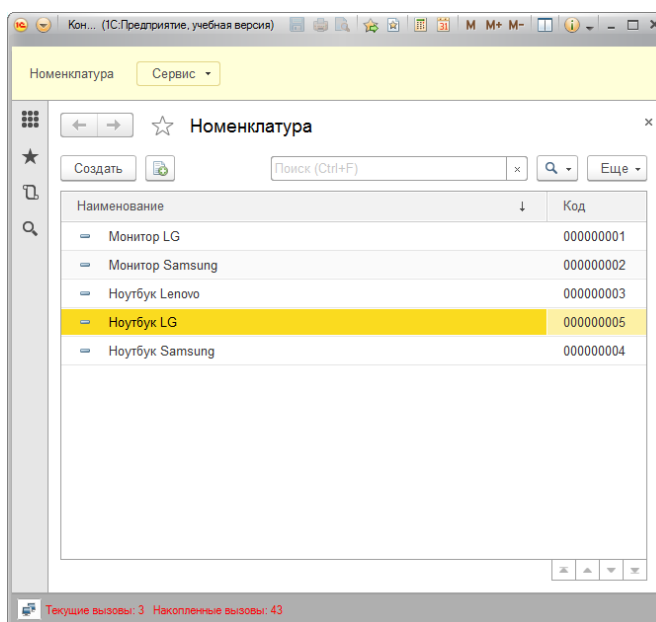 Кон... (1С:Предприятие, учебная версия) M M+ M-
Номенклатура Сервис
Номенклатура
Создать Поиск (Ctrl+F) Еще
Наименование ↓ Код
Монитор LG 000000001
Монитор Samsung 000000002
Ноутбук Lenovo 000000003
Ноутбук LG 000000005
Ноутбук Samsung 000000004
Текущие вызовы: 3 Накопленные вызовы: 43